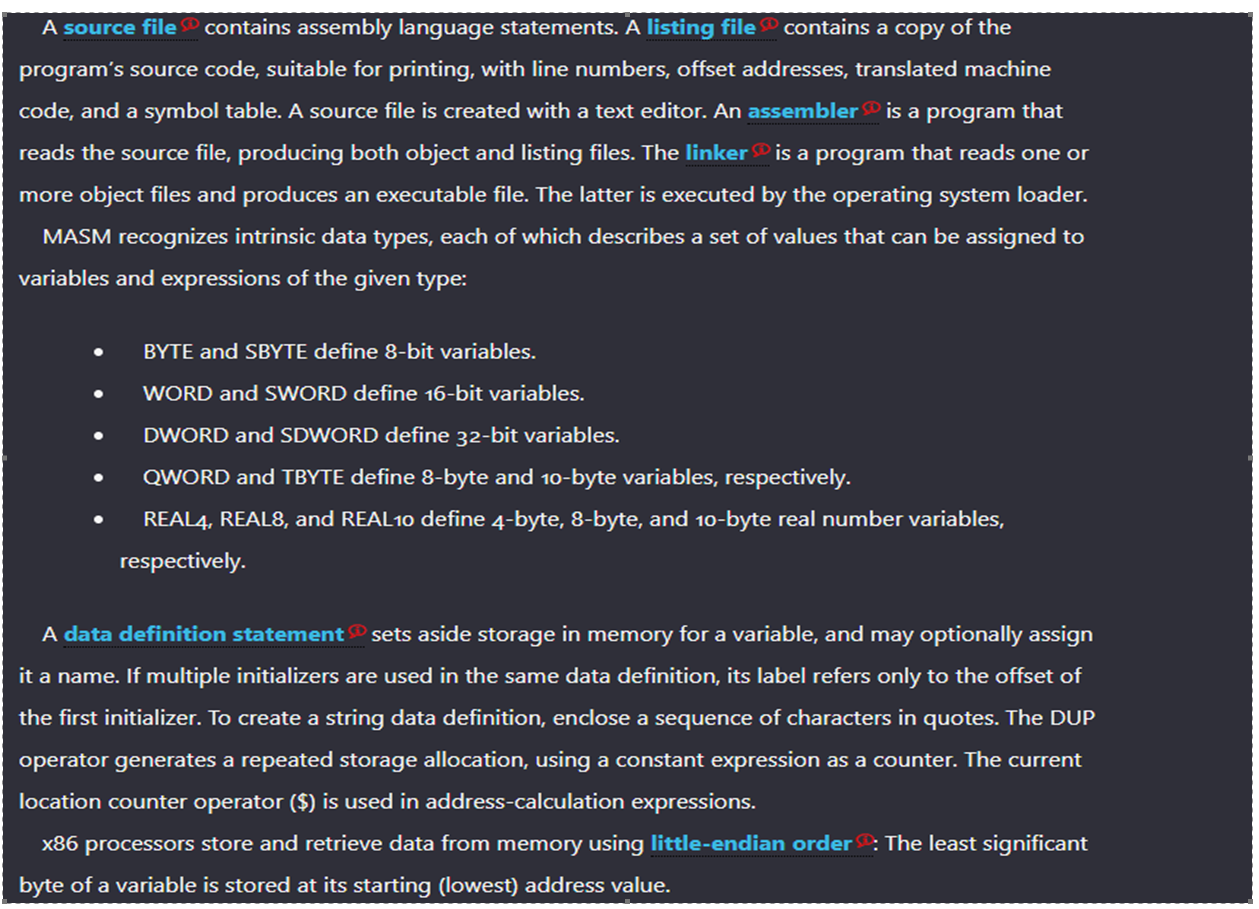 A source file contains assembly language statements. A listing file contains a copy of the
program's source code, suitable for printing, with line numbers, offset addresses, translated machine
code, and a symbol table. A source file is created with a text editor. An assembler is a program that
reads the source file, producing both object and listing files. The linker is a program that reads one or
more object files and produces an executable file. The latter is executed by the operating system loader.
MASM recognizes intrinsic data types, each of which describes a set of values that can be assigned to
variables and expressions of the given type:
• BYTE and SBYTE define 8-bit variables.
• WORD and SWORD define 16-bit variables.
• DWORD and SDWORD define 32-bit variables.
• QWORD and TBYTE define 8-byte and 10-byte variables, respectively.
• REAL4, REAL8, and REAL10 define 4-byte, 8-byte, and 10-byte real number variables,
respectively.
A data definition statement sets aside storage in memory for a variable, and may optionally assign
it a name. If multiple initializers are used in the same data definition, its label refers only to the offset of
the first initializer. To create a string data definition, enclose a sequence of characters in quotes. The DUP
operator generates a repeated storage allocation, using a constant expression as a counter. The current
location counter operator ($) is used in address-calculation expressions.
x86 processors store and retrieve data from memory using little-endian order: The least significant
byte of a variable is stored at its starting (lowest) address value.